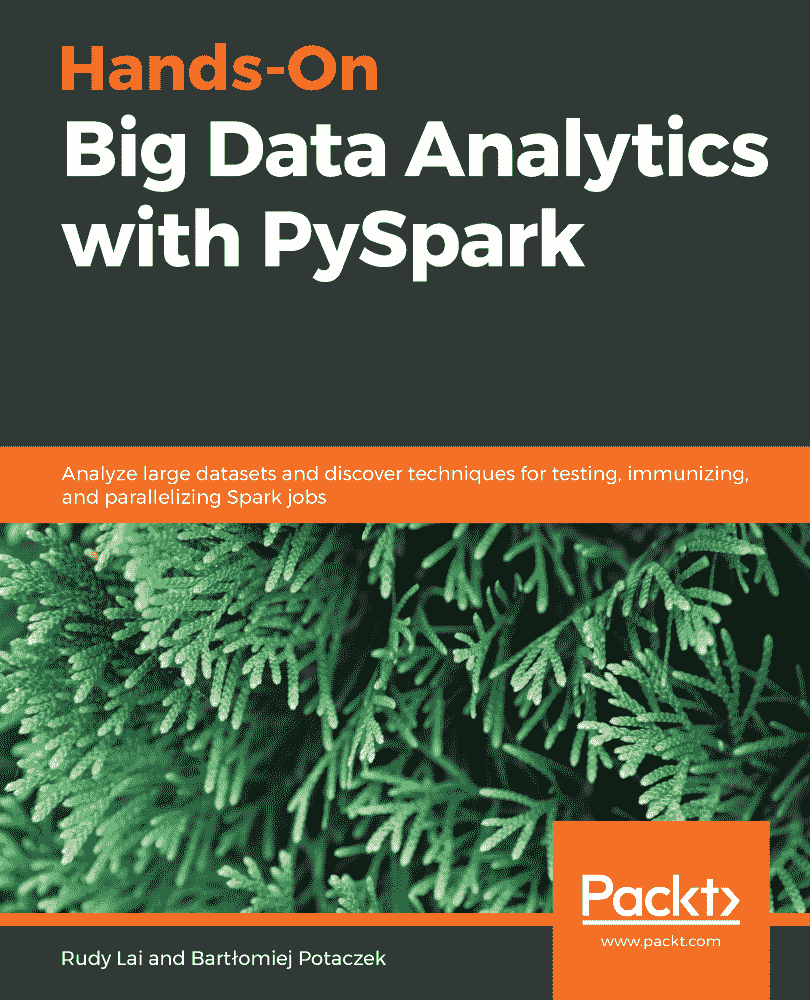 Hands-On
Big Data Analytics
with PySpark
Analyze large datasets and discover techniques for testing, immunizing,
and parallelizing Spark jobs
Packt>
www.packt.com
Rudy Lai and Bartłomiej Potaczek